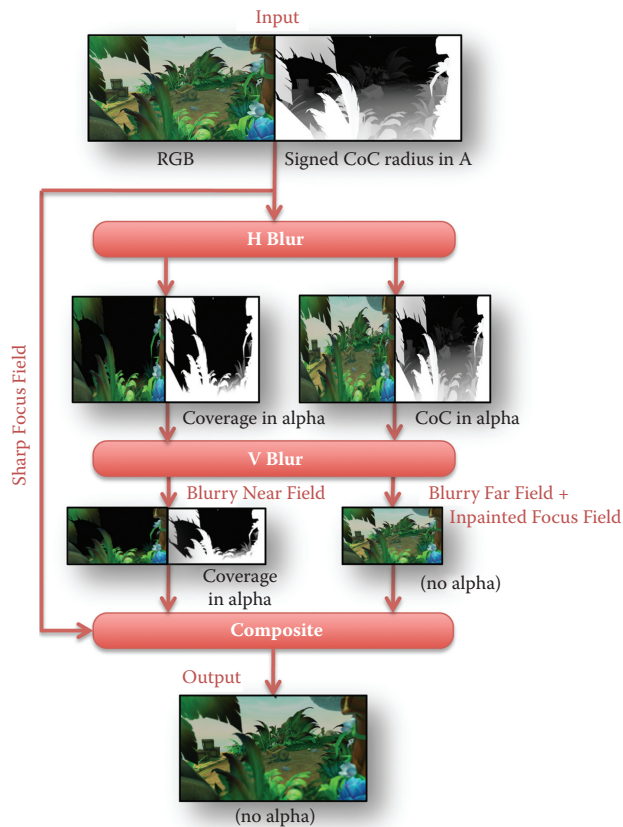 Input
RGB
Signed CoC radius in A
H Blur
Sharp Focus Field
Coverage in alpha
CoC in alpha
V Blur
Blurry Near Field
Blurry Far Field +
Inpainted Focus Field
Coverage
in alpha
(no alpha)
Composite
Output
(no alpha)